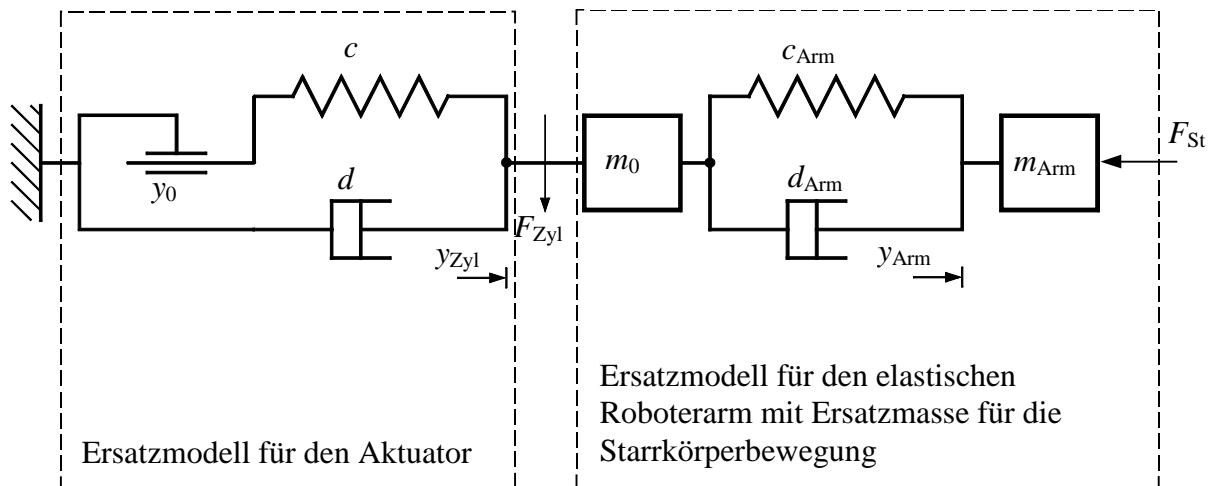 c
c_Arm
y_0
d
F_Zyl
y_Zyl
m_0
d_Arm
y_Arm
m_Arm
F_St
Ersatzmodell für den Aktuator
Ersatzmodell für den elastischen
Roboterarm mit Ersatzmasse für die
Starrkörperbewegung